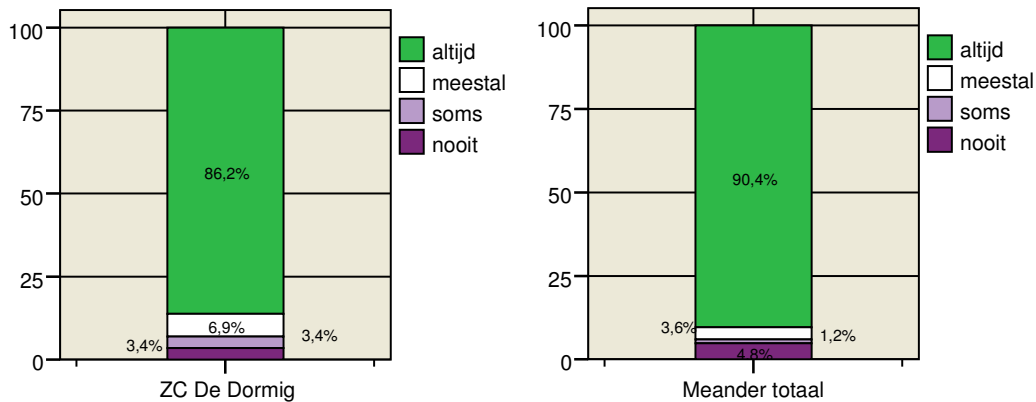 100
75
50
25
0
86,2%
6,9%
3,4%
3,4%
ZC De Dormig
altijd
meestal
soms
nooit
100
75
50
25
0
90,4%
3,6%
1,2%
4,8%
Meander totaal
altijd
meestal
soms
nooit